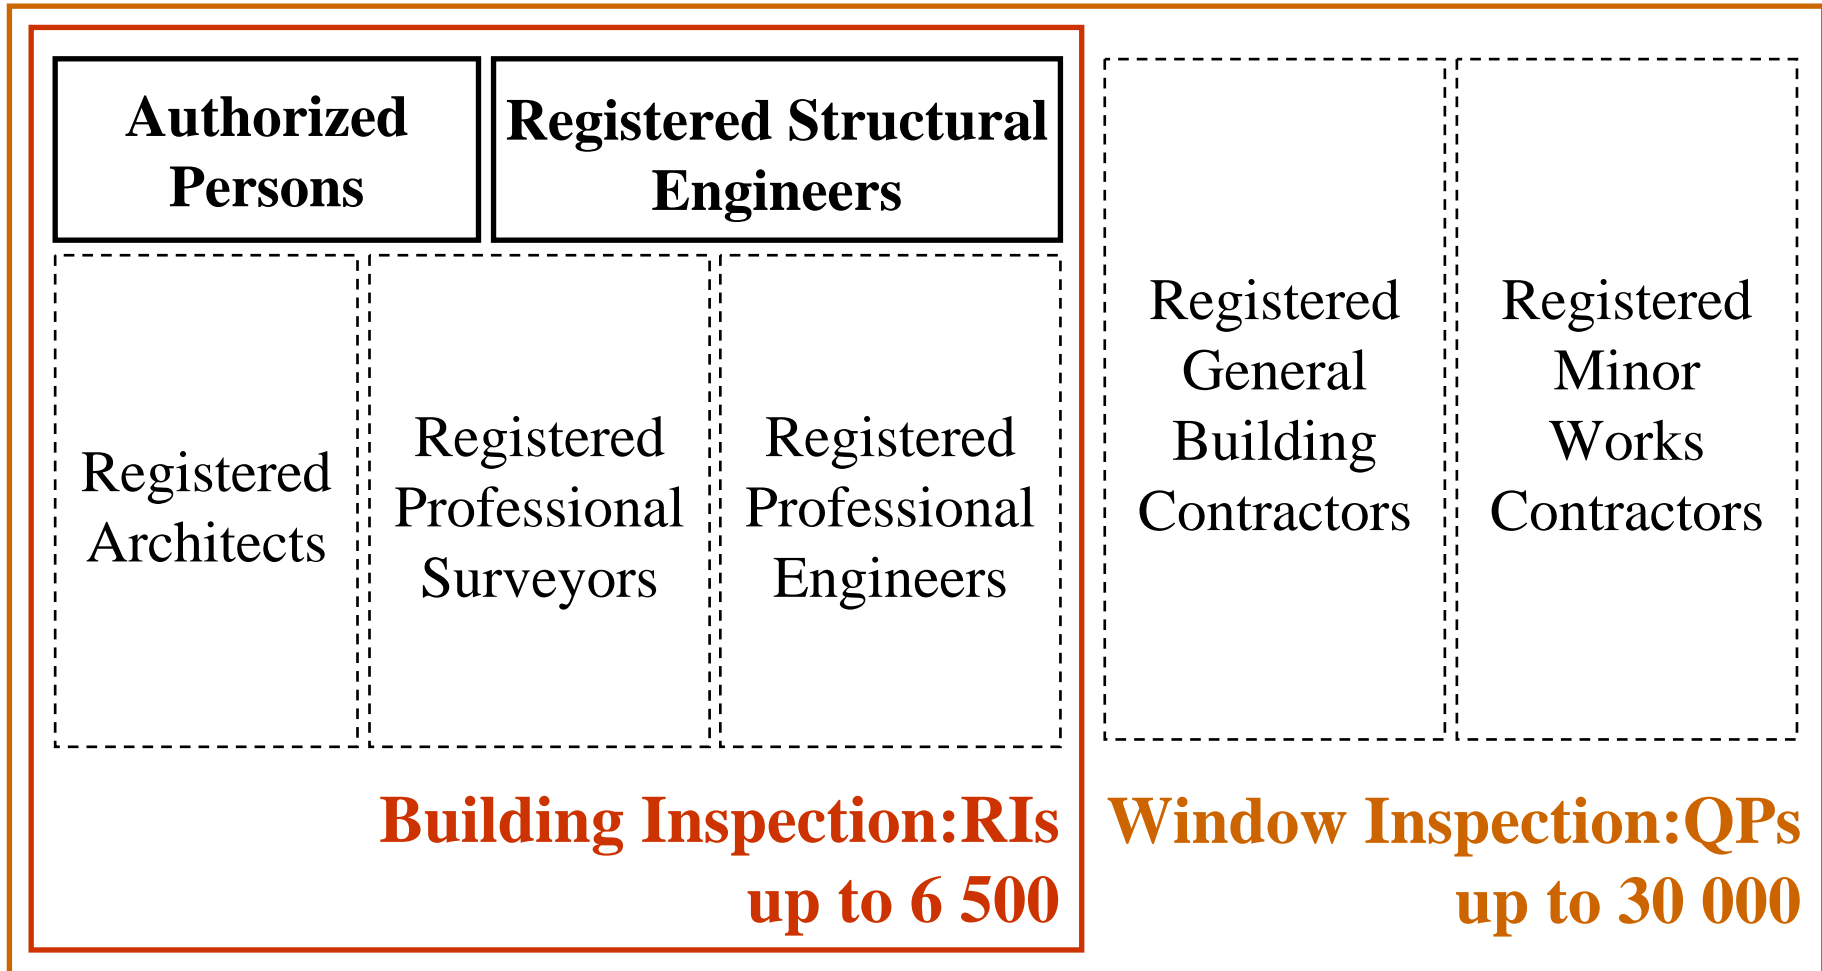 Authorized
Persons
Registered Structural
Engineers
Registered
Architects
Registered
Professional
Surveyors
Registered
Professional
Engineers
Registered
General
Building
Contractors
Registered
Minor
Works
Contractors
Building Inspection:RIs
up to 6 500
Window Inspection:QPs
up to 30 000